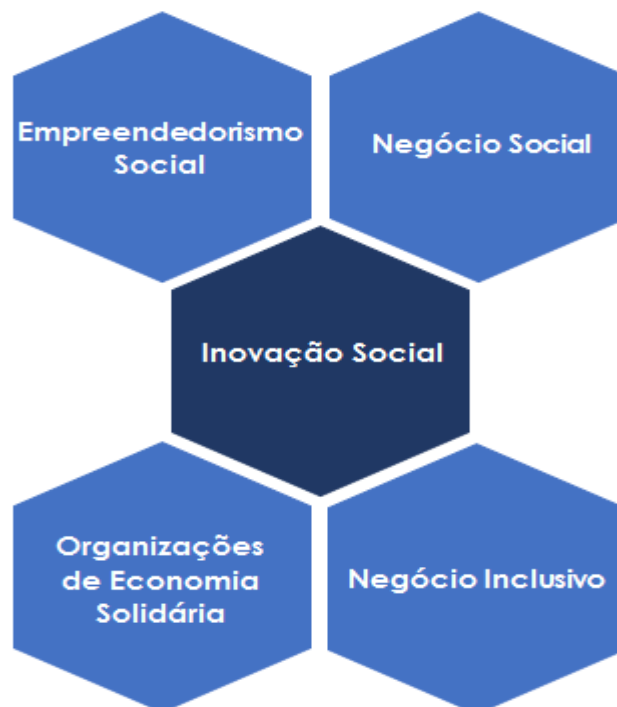 Empreendedorismo
Social
Negócio Social
Inovação Social
Organizações
de Economia
Solidária
Negócio Inclusivo